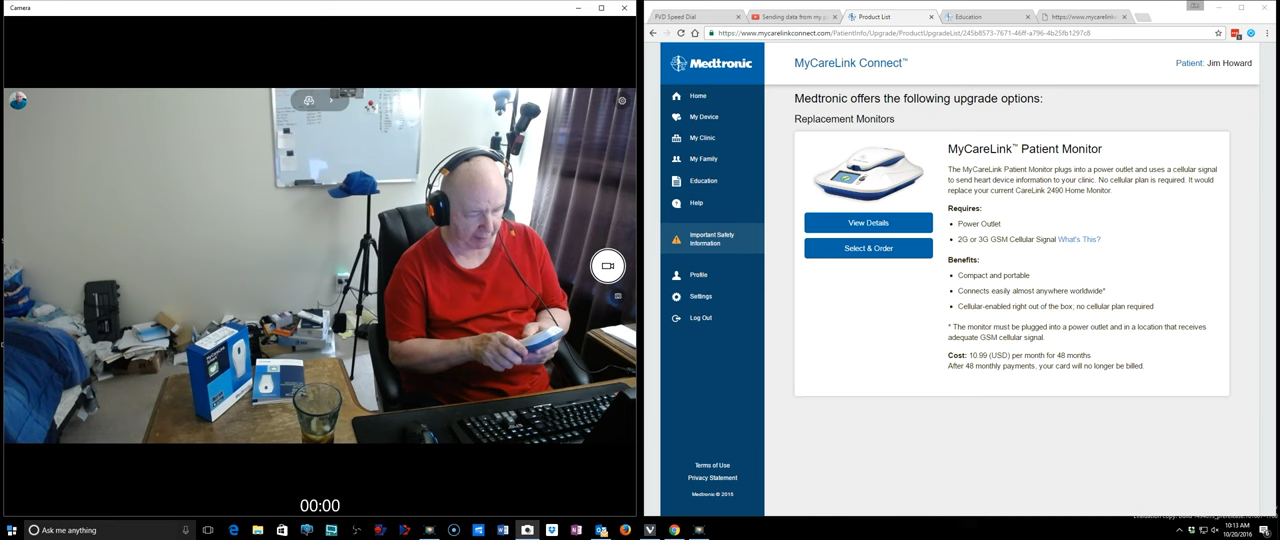 Camera
00:00
FVD Speed Dial
Sending data from my p
Product List
Education
https://www.mycarelink
https://www.mycarelinkconnect.com/PatientInfo/Upgrade/ProductUpgradeList/245b8573-7671-46ff-a796-4b25fb1297c8
Medtronic
MyCareLink Connect™
Patient: Jim Howard
Home
My Device
My Clinic
My Family
Education
Help
Important Safety
Information
Profile
Settings
Log Out
Terms of Use
Privacy Statement
Medtronic © 2015
Medtronic offers the following upgrade options:
Replacement Monitors
View Details
Select & Order
MyCareLink™ Patient Monitor
The MyCareLink Patient Monitor plugs into a power outlet and uses a cellular signal
to send heart device information to your clinic. No cellular plan is required. It would
replace your current CareLink 2490 Home Monitor.
Requires:
• Power Outlet
• 2G or 3G GSM Cellular Signal What's This?
Benefits:
• Compact and portable
• Connects easily almost anywhere worldwide*
• Cellular-enabled right out of the box; no cellular plan required
* The monitor must be plugged into a power outlet and in a location that receives
adequate GSM cellular signal.
Cost: 10.99 (USD) per month for 48 months
After 48 monthly payments, your card will no longer be billed.
Ask me anything
10:13 AM
10/20/2016